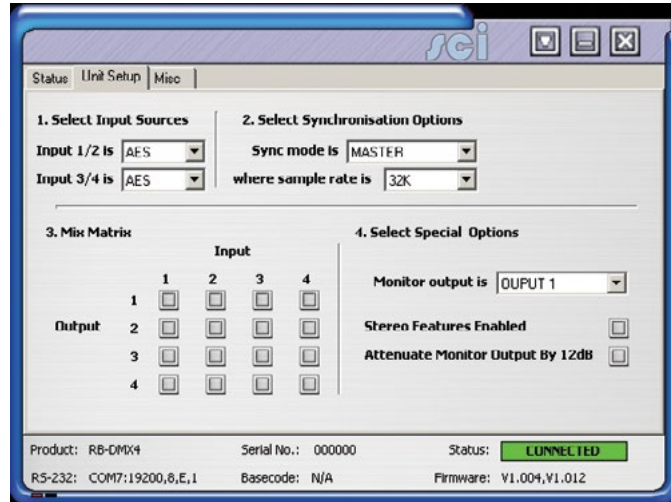 sci
Status Unit Setup Misc
1. Select Input Sources
Input 1/2 is AES
Input 3/4 is AES
2. Select Synchronisation Options
Sync mode is MASTER
where sample rate is 32K
3. Mix Matrix
Input
1 2 3 4
1
Output 2
3
4
4. Select Special Options
Monitor output is OUPUT 1
Stereo Features Enabled
Attenuate Monitor Output By 12dB
Product: RB-DMX4 Serial No.: 000000 Status: CONNECTED
RS-232: COM7:19200,8,E,1 Basecode: N/A Firmware: V1.004,V1.012